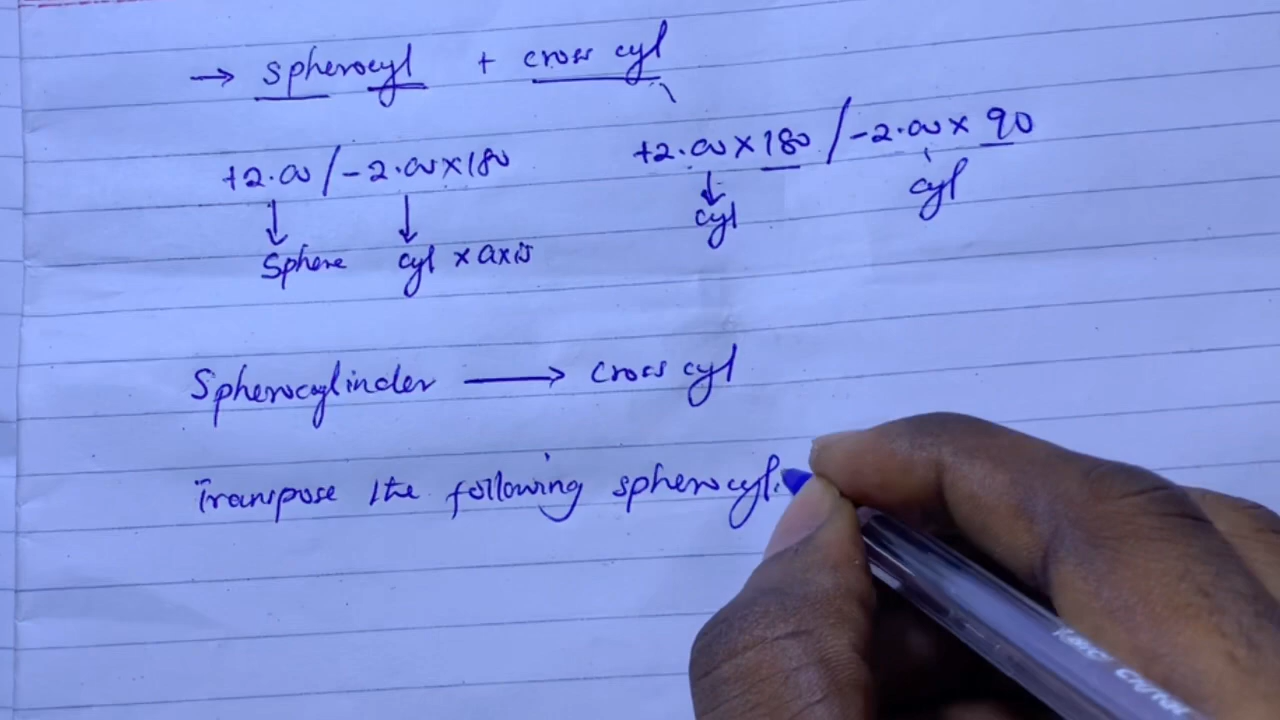 → spherocyl + cross cyl
+2.00 / -2.00 × 180
+2.00 × 180 / -2.00 × 90
cyl
cyl
Sphere cyl × axis
Spherocylinder → cross cyl
Transpose the following spherocyl